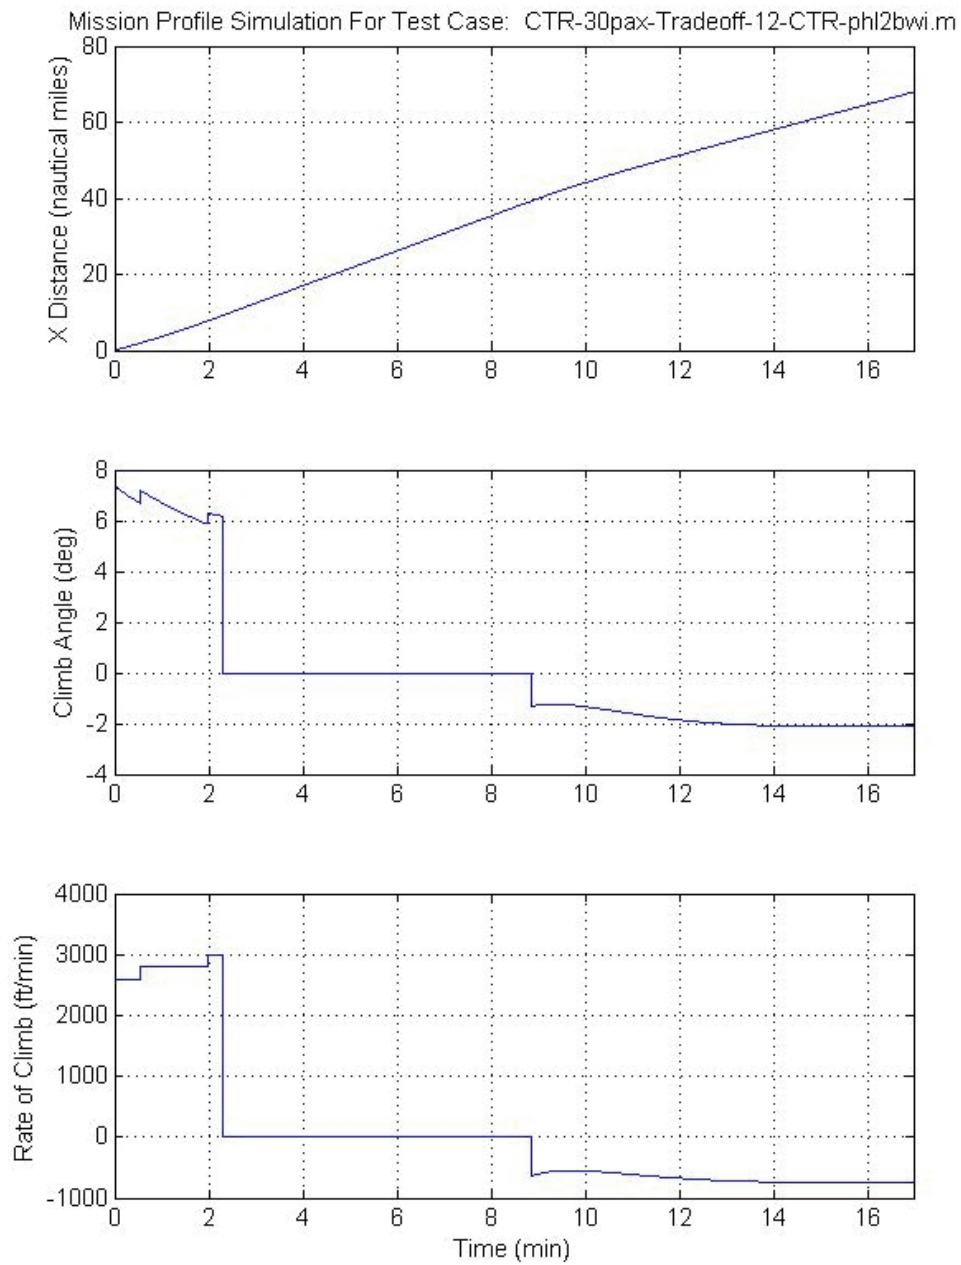 Mission Profile Simulation For Test Case:  CTR-30pax-Tradeoff-12-CTR-phl2bwi.m
80
60
40
20
0
X Distance (nautical miles)
0 2 4 6 8 10 12 14 16
8
6
4
2
0
-2
-4
Climb Angle (deg)
0 2 4 6 8 10 12 14 16
4000
3000
2000
1000
0
-1000
Rate of Climb (ft/min)
0 2 4 6 8 10 12 14 16
Time (min)